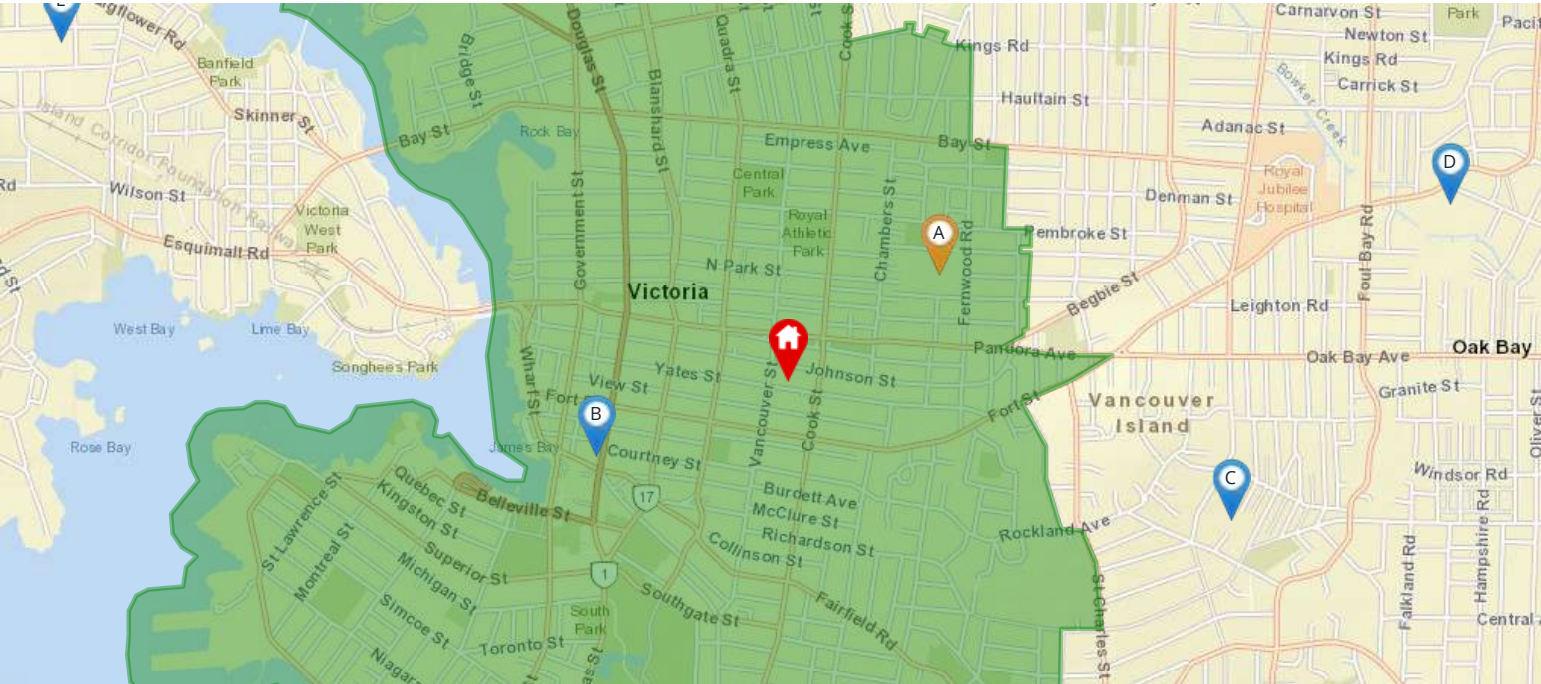 Carnarvon St
Park
Newton St
Kings Rd
Banfield
Park
Bridge St
Douglas St
Quadra St
Cook St
Kings Rd
Carrick St
Bowker Creek
Blanshard St
Haultain St
Skinner St
Island Corridor Foundation Railway
Bay St
Rock Bay
Empress Ave
Bay St
Adanac St
D
Wilson St
Central
Park
Royal
Jubilee
Hospital
Denman St
Government St
Chambers St
Victoria
West
Park
Royal
Athletic
Park
A
Fernwood Rd
Pembroke St
Foul Bay Rd
Esquimalt Rd
N Park St
Victoria
Begbie St
Leighton Rd
West Bay
Lime Bay
Pandora Ave
Oak Bay Ave
Oak Bay
Songhees Park
Wharf St
Yates St
Johnson St
View St
Vancouver St
Granite St
Fort St
Vancouver
Island
B
Cook St
Oliver St
Rose Bay
James Bay
Courtney St
Windsor Rd
C
Quebec St
Kingston St
Belleville St
17
Burdett Ave
McClure St
Richardson St
Rockland Ave
Hampshire Rd
St Lawrence St
Montreal St
Superior St
Michigan St
Collinson St
Falkland Rd
1
Simcoe St
Southgate St
Fairfield Rd
St Charles St
South
Park
Toronto St
Central